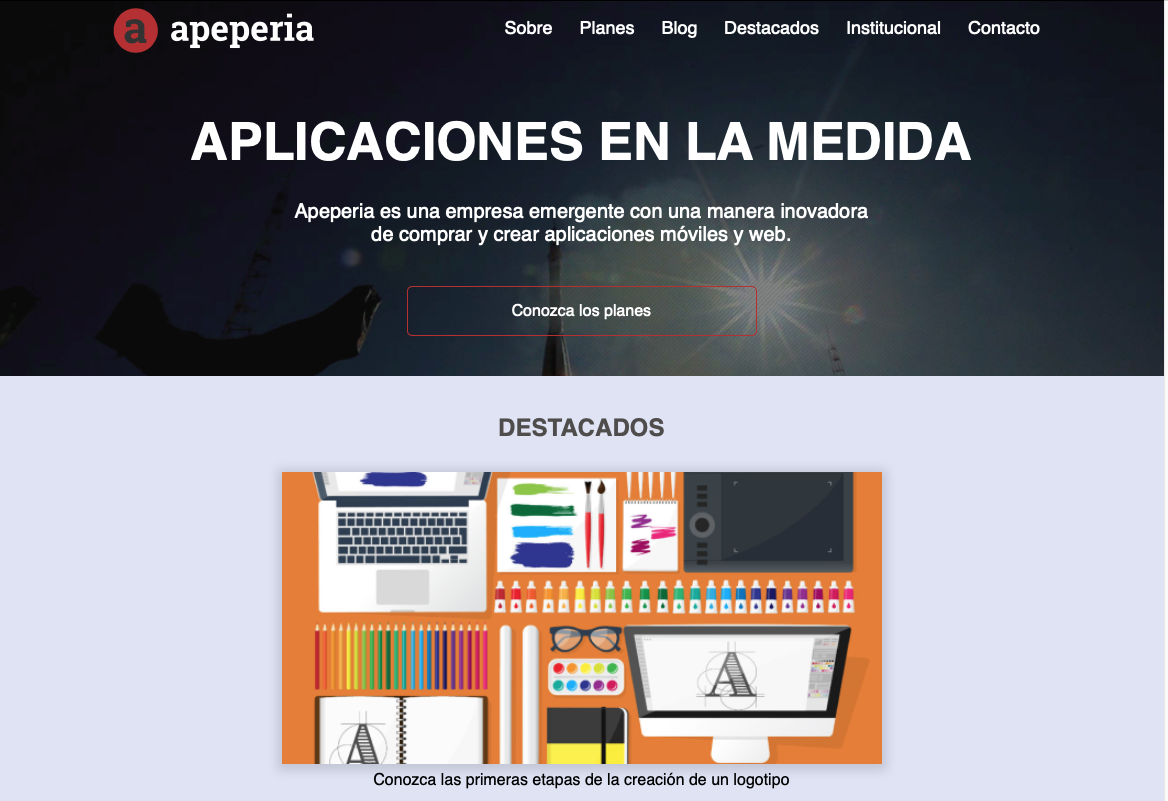 a apeperia
Sobre Planes Blog Destacados Institucional Contacto
APLICACIONES EN LA MEDIDA
Apeperia es una empresa emergente con una manera inovadora
de comprar y crear aplicaciones móviles y web.
Conozca los planes
DESTACADOS
A
A
Conozca las primeras etapas de la creación de un logotipo